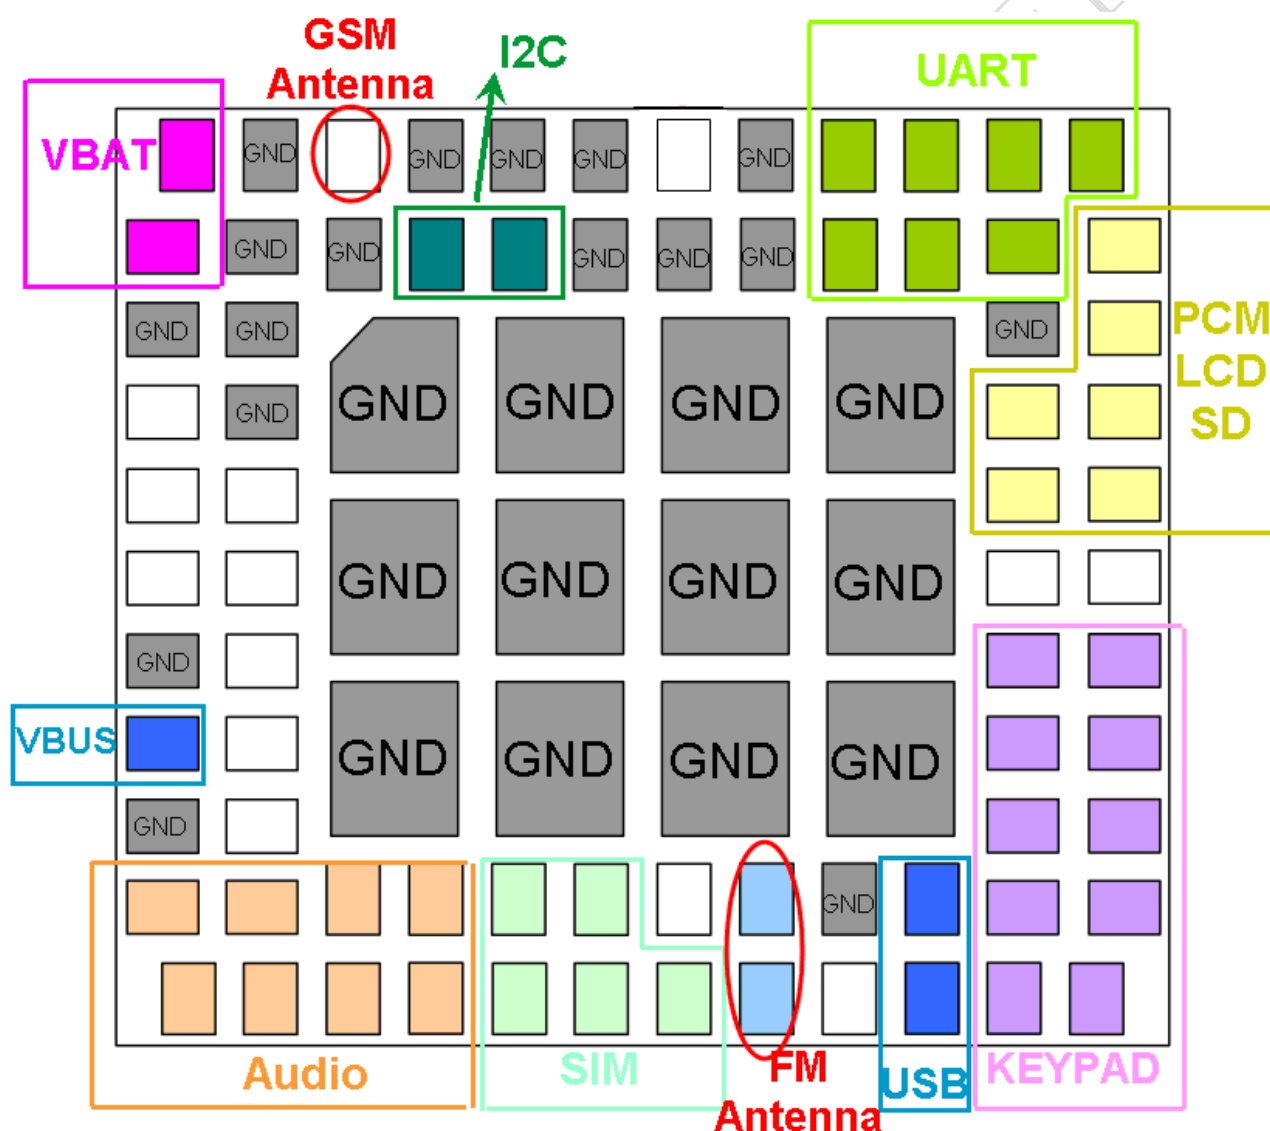 GSM
Antenna
I2C
UART
VBAT
GND GND GND GND GND
GND GND GND GND GND
GND GND GND
PCM
LCD
SD
GND
GND GND GND GND
GND GND GND GND
GND
VBUS
GND GND GND GND
GND
GND
Audio
SIM
FM
Antenna
USB
KEYPAD